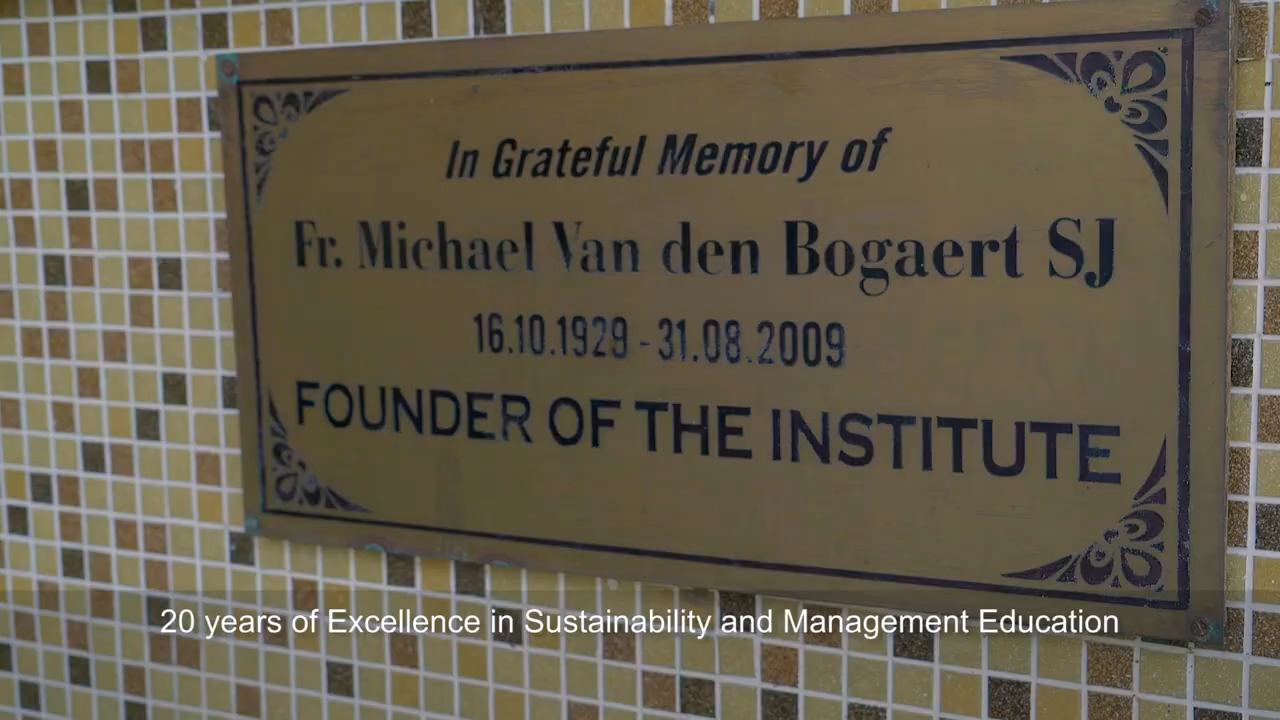 In Grateful Memory of
Fr. Michael Van den Bogaert SJ
16.10.1929 - 31.08.2009
FOUNDER OF THE INSTITUTE
20 years of Excellence in Sustainability and Management Education